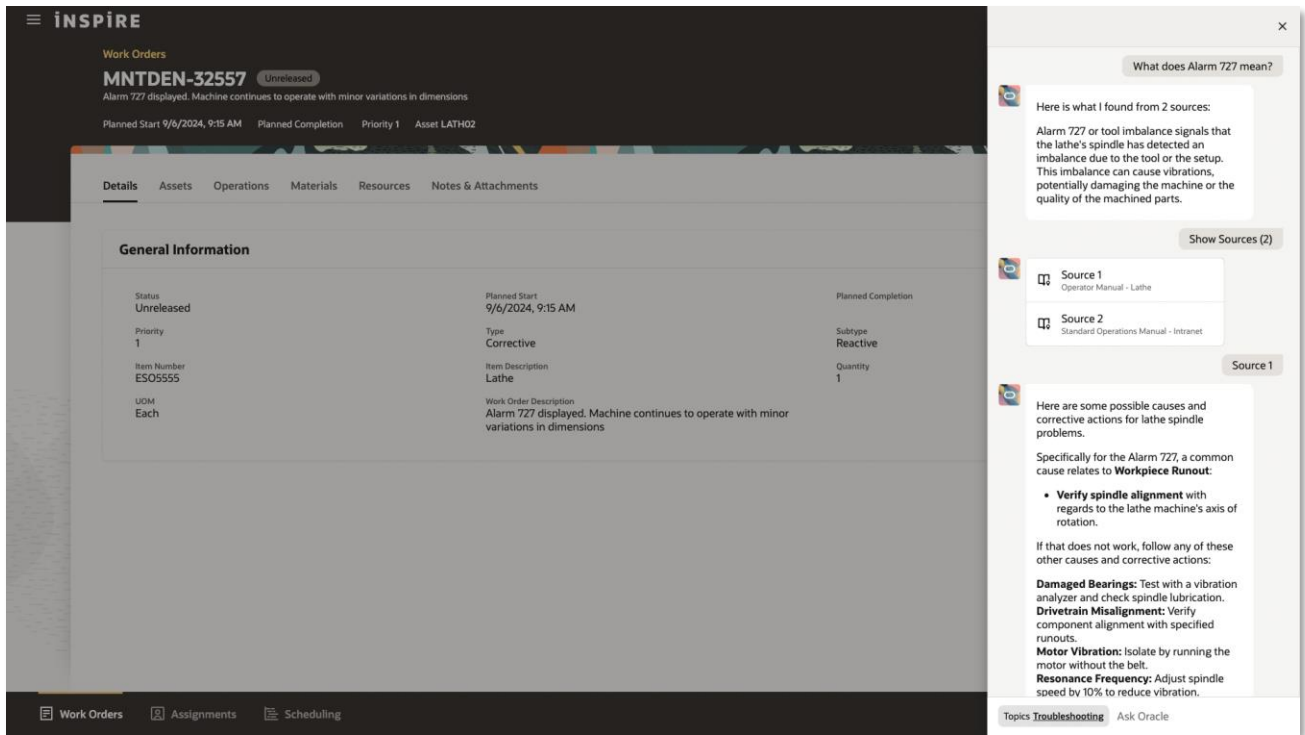 iNSPiRE
Work Orders
MNTDEN-32557 Unreleased
Alarm 727 displayed. Machine continues to operate with minor variations in dimensions
Planned Start 9/6/2024, 9:15 AM Planned Completion Priority 1 Asset LATH02
Details Assets Operations Materials Resources Notes & Attachments
General Information
Status
Unreleased
Planned Start
9/6/2024, 9:15 AM
Planned Completion
Priority
1
Type
Corrective
Subtype
Reactive
Item Number
ESO5555
Item Description
Lathe
Quantity
1
UOM
Each
Work Order Description
Alarm 727 displayed. Machine continues to operate with minor
variations in dimensions
Work Orders Assignments Scheduling
What does Alarm 727 mean?
Here is what I found from 2 sources:
Alarm 727 or tool imbalance signals that
the lathe's spindle has detected an
imbalance due to the tool or the setup.
This imbalance can cause vibrations,
potentially damaging the machine or the
quality of the machined parts.
Show Sources (2)
Source 1
Operator Manual - Lathe
Source 2
Standard Operations Manual - Intranet
Source 1
Here are some possible causes and
corrective actions for lathe spindle
problems.
Specifically for the Alarm 727, a common
cause relates to Workpiece Runout:
• Verify spindle alignment with
regards to the lathe machine's axis of
rotation.
If that does not work, follow any of these
other causes and corrective actions:
Damaged Bearings: Test with a vibration
analyzer and check spindle lubrication.
Drivetrain Misalignment: Verify
component alignment with specified
runouts.
Motor Vibration: Isolate by running the
motor without the belt.
Resonance Frequency: Adjust spindle
speed by 10% to reduce vibration.
Topics Troubleshooting Ask Oracle